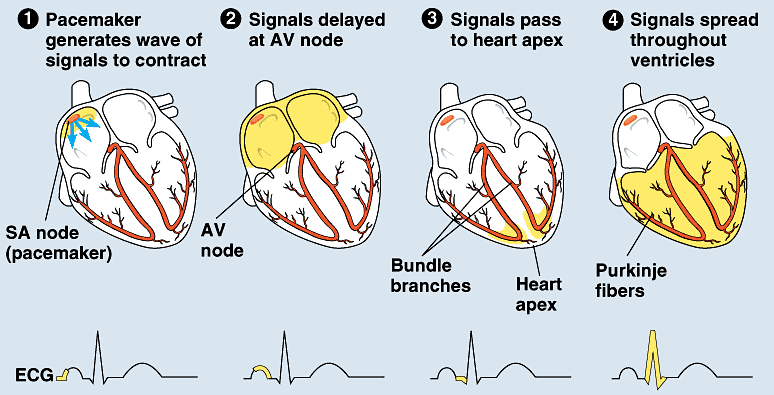 1 Pacemaker
generates wave of
signals to contract
2 Signals delayed
at AV node
3 Signals pass
to heart apex
4 Signals spread
throughout
ventricles
SA node
(pacemaker)
AV
node
Bundle
branches
Heart
apex
Purkinje
fibers
ECG